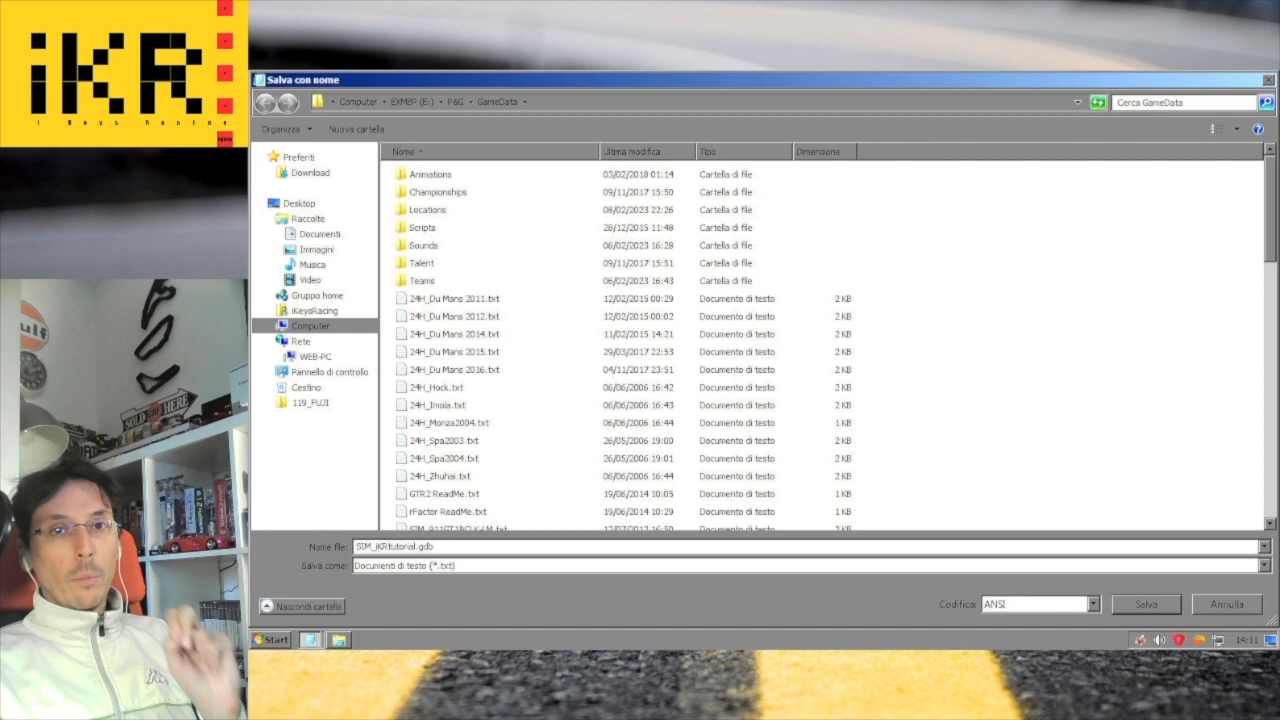 iKR
i Keys Racing
Salva con nome
Computer EXMBP (E:) P&G GameData
Cerca GameData
Organizza Nuova cartella
Nome Ultima modifica Tipo Dimensione
Preferiti
Download
Desktop
Raccolte
Documenti
Immagini
Musica
Video
Gruppo home
iKeysRacing
Computer
Rete
WEB-PC
Pannello di controllo
Cestino
119_FUJI
Animations 03/02/2018 01:14 Cartella di file
Championships 09/11/2017 15:50 Cartella di file
Locations 08/02/2023 22:26 Cartella di file
Scripts 28/12/2015 11:48 Cartella di file
Sounds 06/02/2023 16:28 Cartella di file
Talent 09/11/2017 15:51 Cartella di file
Teams 06/02/2023 16:43 Cartella di file
24H_Du Mans 2011.txt 12/02/2015 00:29 Documento di testo 2 KB
24H_Du Mans 2012.txt 12/02/2015 00:02 Documento di testo 2 KB
24H_Du Mans 2014.txt 11/02/2015 14:21 Documento di testo 2 KB
24H_Du Mans 2015.txt 29/03/2017 22:53 Documento di testo 2 KB
24H_Du Mans 2016.txt 04/11/2017 23:51 Documento di testo 2 KB
24H_Hock.txt 06/06/2006 16:42 Documento di testo 2 KB
24H_Imola.txt 06/06/2006 16:43 Documento di testo 2 KB
24H_Monza2004.txt 06/06/2006 16:44 Documento di testo 1 KB
24H_Spa2003.txt 26/05/2006 19:00 Documento di testo 2 KB
24H_Spa2004.txt 26/05/2006 19:01 Documento di testo 2 KB
24H_Zhuhai.txt 06/06/2006 16:44 Documento di testo 2 KB
GTR2 ReadMe.txt 19/06/2014 10:05 Documento di testo 1 KB
rFactor ReadMe.txt 19/06/2014 10:29 Documento di testo 1 KB
12/07/2012 16:50 Documento di testo 2 KB
Nome file: SIM_iKRtutorial.gdb
Salva come: Documenti di testo (*.txt)
Nascondi cartelle
Codifica: ANSI Salva Annulla
Start 14:11
SOLD HERE